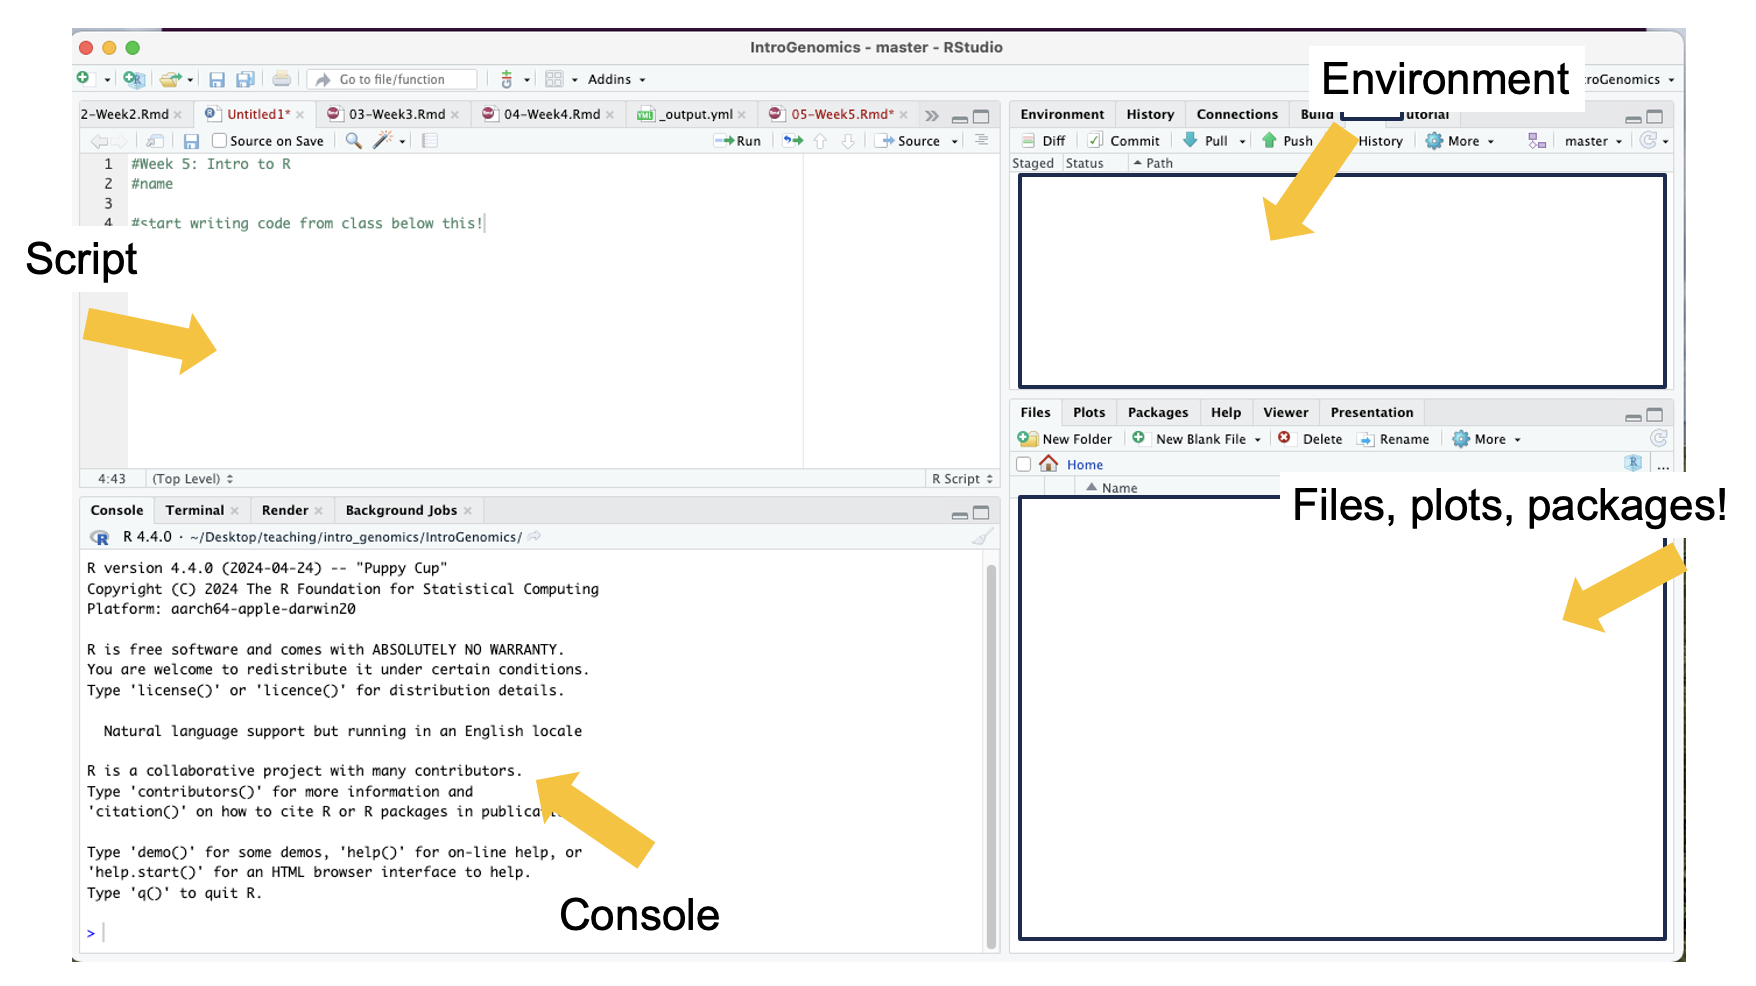 IntroGenomics - master - RStudio
Go to file/function
Addins
Environment
2-Week2.Rmd
Untitled1*
03-Week3.Rmd
04-Week4.Rmd
_output.yml
05-Week5.Rmd*
Source on Save
Run
Source
1 #Week 5: Intro to R
2 #name
3
4 #start writing code from class below this!
Script
4:43 (Top Level) R Script
Console Terminal Render Background Jobs
R 4.4.0 · ~/Desktop/teaching/intro_genomics/IntroGenomics/
R version 4.4.0 (2024-04-24) -- "Puppy Cup"
Copyright (C) 2024 The R Foundation for Statistical Computing
Platform: aarch64-apple-darwin20
R is free software and comes with ABSOLUTELY NO WARRANTY.
You are welcome to redistribute it under certain conditions.
Type 'license()' or 'licence()' for distribution details.
Natural language support but running in an English locale
R is a collaborative project with many contributors.
Type 'contributors()' for more information and
'citation()' on how to cite R or R packages in
Type 'demo()' for some demos, 'help()' for on-line help, or
'help.start()' for an HTML browser interface to help.
Type 'q()' to quit R.
>
Console
Environment History Connections Build
Diff Commit Pull Push History More master
Staged Status Path
Files Plots Packages Help Viewer Presentation
New Folder New Blank File Delete Rename More
Home R ...
Name
Files, plots, packages!